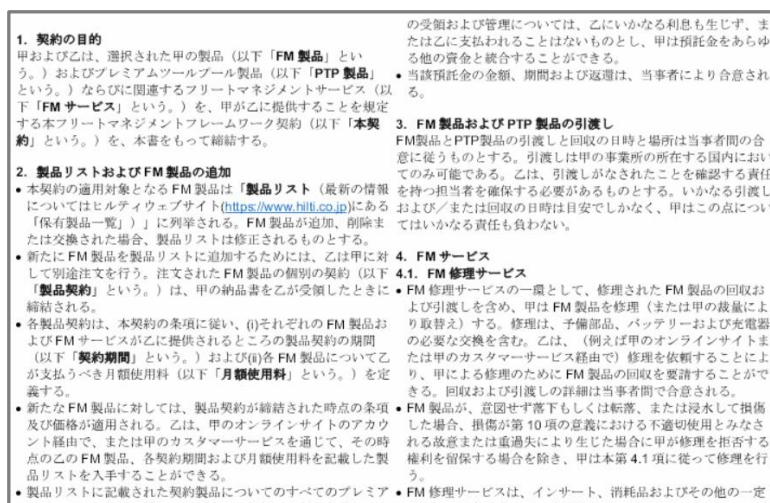 1. 契約の目的
甲および乙は、選択された甲の製品（以下「FM 製品」とい
う。）およびプレミアムツールプール製品（以下「PTP 製品」
という。）ならびに関連するフリートマネジメントサービス（以
下「FM サービス」という。）を、甲が乙に提供することを規定
する本フリートマネジメントフレームワーク契約（以下「本契
約」という。）を、本書をもって締結する。
2. 製品リストおよび FM 製品の追加
• 本契約の適用対象となる FM 製品は「製品リスト（最新の情報
についてはヒルティウェブサイト(https://www.hilti.co.jp)にある
「保有製品一覧」）」に列挙される。FM 製品が追加、削除ま
たは交換された場合、製品リストは修正されるものとする。
• 新たに FM 製品を製品リストに追加するためには、乙は甲に対
して別途注文を行う。注文された FM 製品の個別の契約（以下
「製品契約」という。）は、甲の納品書を乙が受領したときに
締結される。
• 各製品契約は、本契約の条項に従い、(i)それぞれの FM 製品お
よび FM サービスが乙に提供されるところの製品契約の期間
（以下「契約期間」という。）および(ii)各 FM 製品について乙
が支払うべき月額使用料（以下「月額使用料」という。）を定
義する。
• 新たな FM 製品に対しては、製品契約が締結された時点の条項
及び価格が適用される。乙は、甲のオンラインサイトのアカウ
ント経由で、または甲のカスタマーサービスを通じて、その時
点の乙の FM 製品、各契約期間および月額使用料を記載した製
品リストを入手することができる。
• 製品リストに記載された契約製品についてのすべてのプレミア
の受領および管理については、乙にいかなる利息も生じず、ま
たは乙に支払われることはないものとし、甲は預託金をあらゆ
る他の資金と統合することができる。
• 当該預託金の金額、期間および返還は、当事者により合意され
る。
3. FM 製品および PTP 製品の引渡し
FM製品とPTP製品の引渡しと回収の日時と場所は当事者間の合
意に従うものとする。引渡しは甲の事業所の所在する国内におい
てのみ可能である。乙は、引渡しがなされたことを確認する責任
を持つ担当者を確保する必要があるものとする。いかなる引渡し
および／または回収の日時は目安でしかなく、甲はこの点につい
てはいかなる責任も負わない。
4. FM サービス
4.1. FM 修理サービス
• FM 修理サービスの一環として、修理された FM 製品の回収お
よび引渡しを含め、甲は FM 製品を修理（または甲の裁量によ
り取替え）する。修理は、予備部品、バッテリーおよび充電器
の必要な交換を含む。乙は、（例えば甲のオンラインサイトま
たは甲のカスタマーサービス経由で）修理を依頼することによ
り、甲による修理のために FM 製品の回収を要請することがで
きる。回収および引渡しの詳細は当事者間で合意される。
• FM 製品が、意図せず落下もしくは転落、または浸水して損傷
した場合、損傷が第 10 項の意義における不適切使用とみなさ
れる故意または重過失により生じた場合に甲が修理を拒否する
権利を留保する場合を除き、甲は本第 4.1 項に従って修理を行
う。
• FM 修理サービスは、インサート、消耗品およびその他の一定